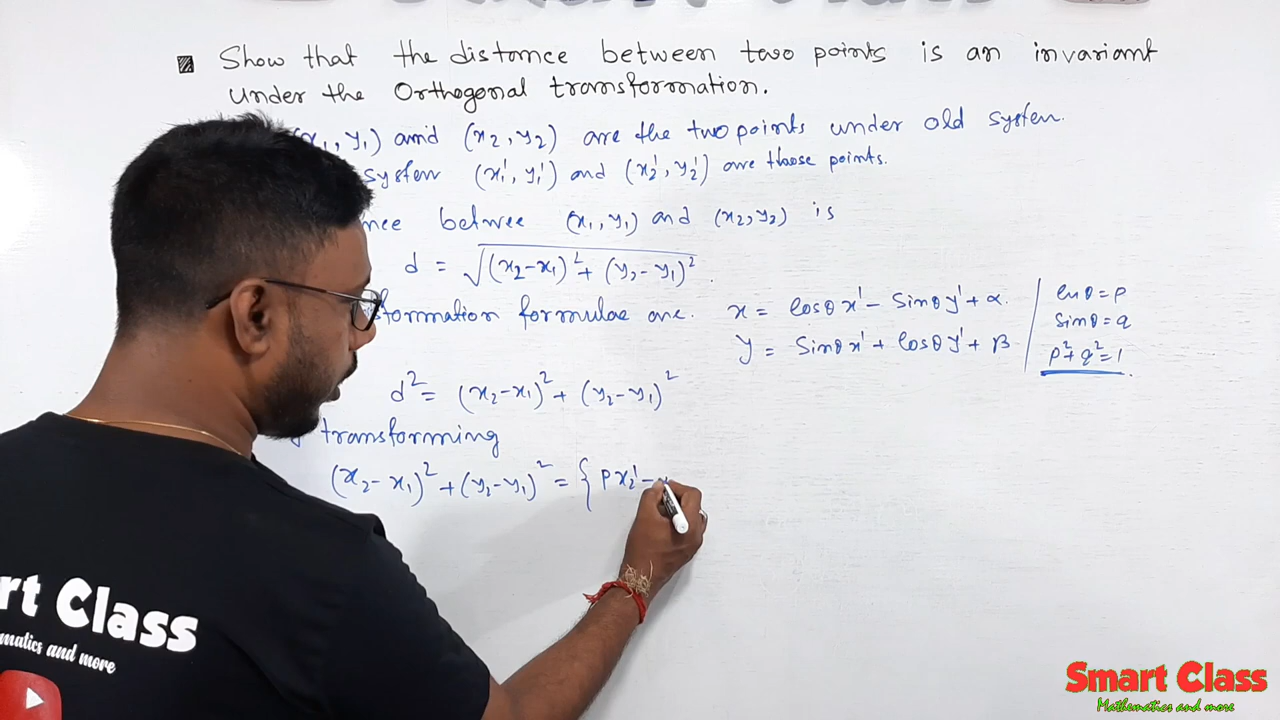 Show that the distance between two points is an invariant
under the Orthogonal transformation.
x₁, y₁) and (x₂, y₂) are the two points under old system.
system (x₁', y₁') and (x₂', y₂') are those points.
nce betwee (x₁, y₁) and (x₂, y₂) is
d = √(x₂-x₁)² + (y₂-y₁)² .
formation formulae are. x = cosθ x' - sinθ y' + α.
y = sinθ x' + cosθ y' + β
cosθ = p
sinθ = q
p² + q² = 1.
d² = (x₂-x₁)² + (y₂-y₁)²
transforming
(x₂-x₁)² + (y₂-y₁)² = { px₂' -
rt Class
matics and more
Smart Class
Mathematics and more